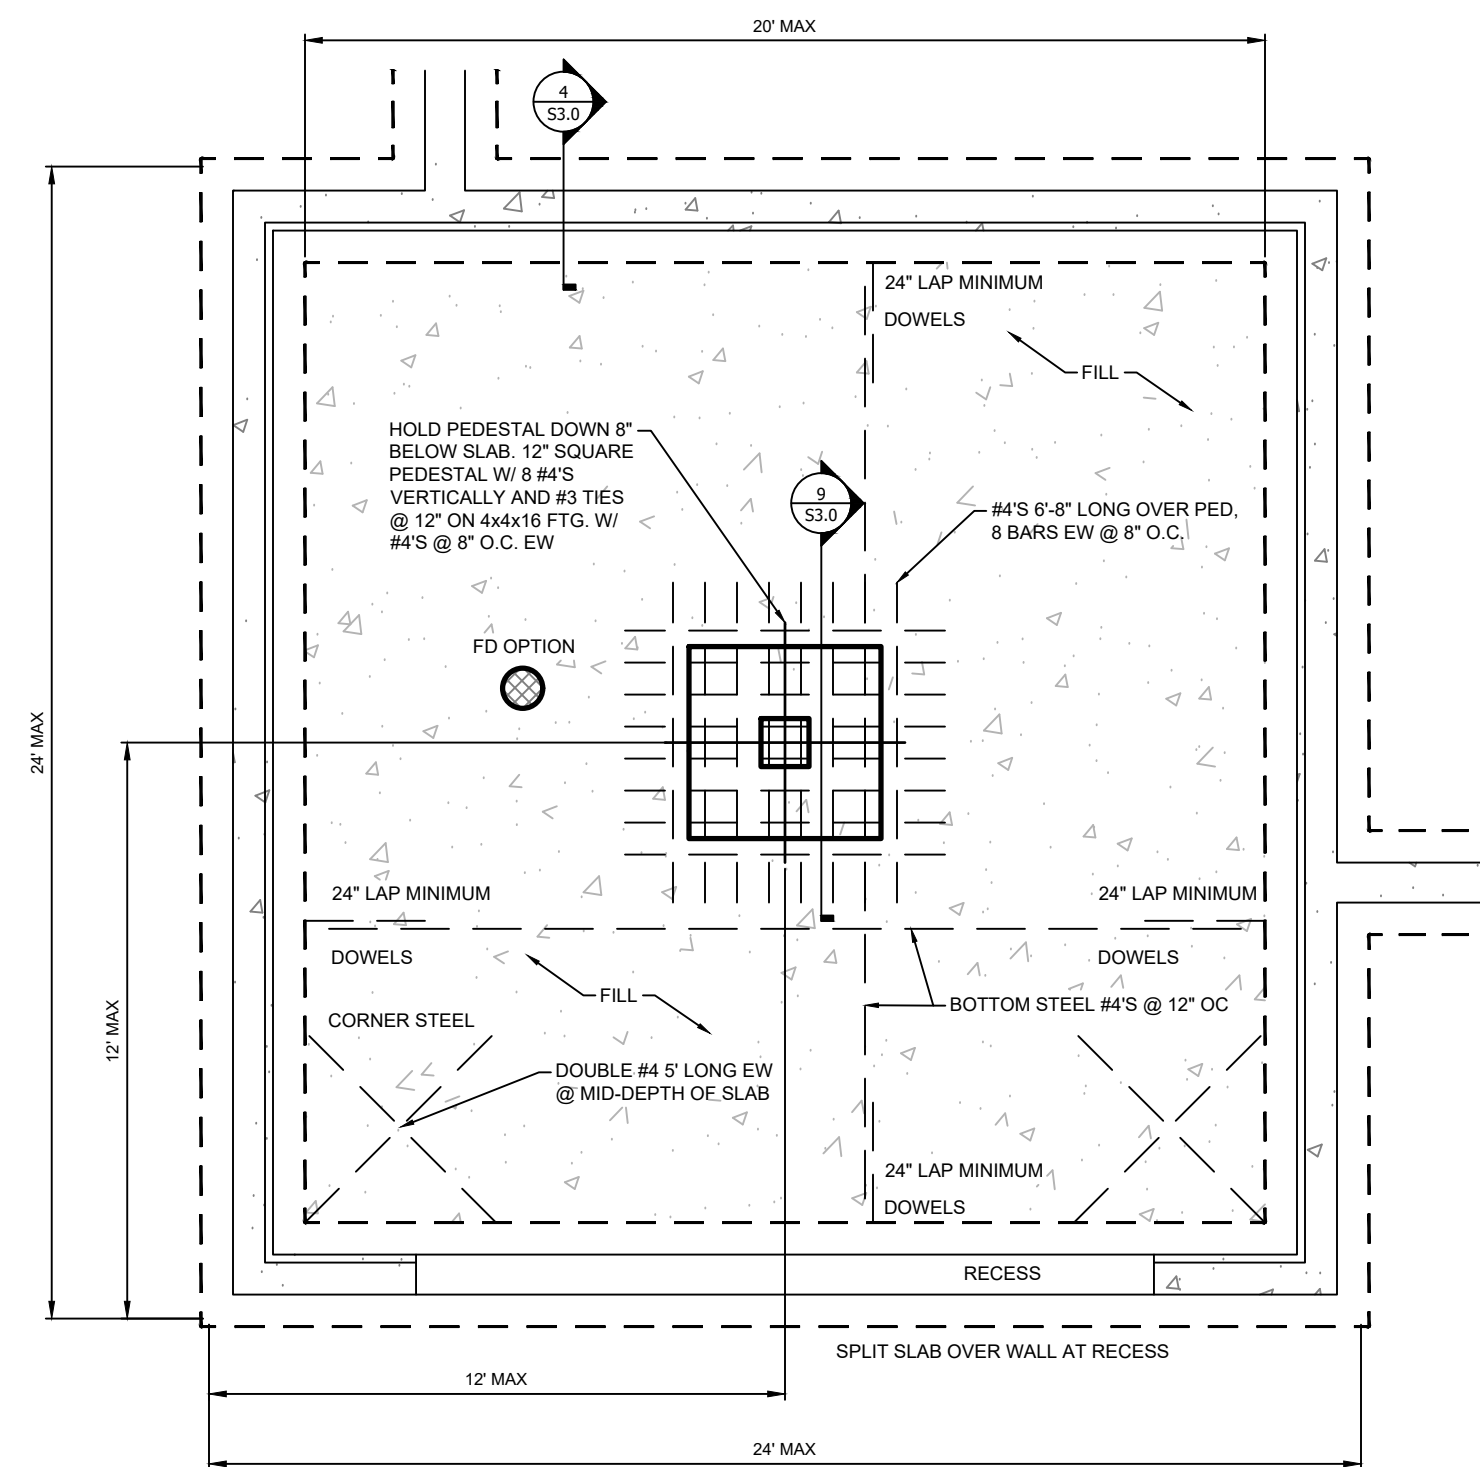 20' MAX
4
S3.0
24" LAP MINIMUM
DOWELS
FILL
HOLD PEDESTAL DOWN 8"
BELOW SLAB. 12" SQUARE
PEDESTAL W/ 8 #4'S
VERTICALLY AND #3 TIES
@ 12" ON 4x4x16 FTG. W/
#4'S @ 8" O.C. EW
9
S3.0
#4'S 6'-8" LONG OVER PED,
8 BARS EW @ 8" O.C.
FD OPTION
24' MAX
24" LAP MINIMUM
24" LAP MINIMUM
DOWELS
DOWELS
FILL
BOTTOM STEEL #4'S @ 12" OC
CORNER STEEL
12' MAX
DOUBLE #4 5' LONG EW
@ MID-DEPTH OF SLAB
24" LAP MINIMUM
DOWELS
RECESS
SPLIT SLAB OVER WALL AT RECESS
12' MAX
24' MAX